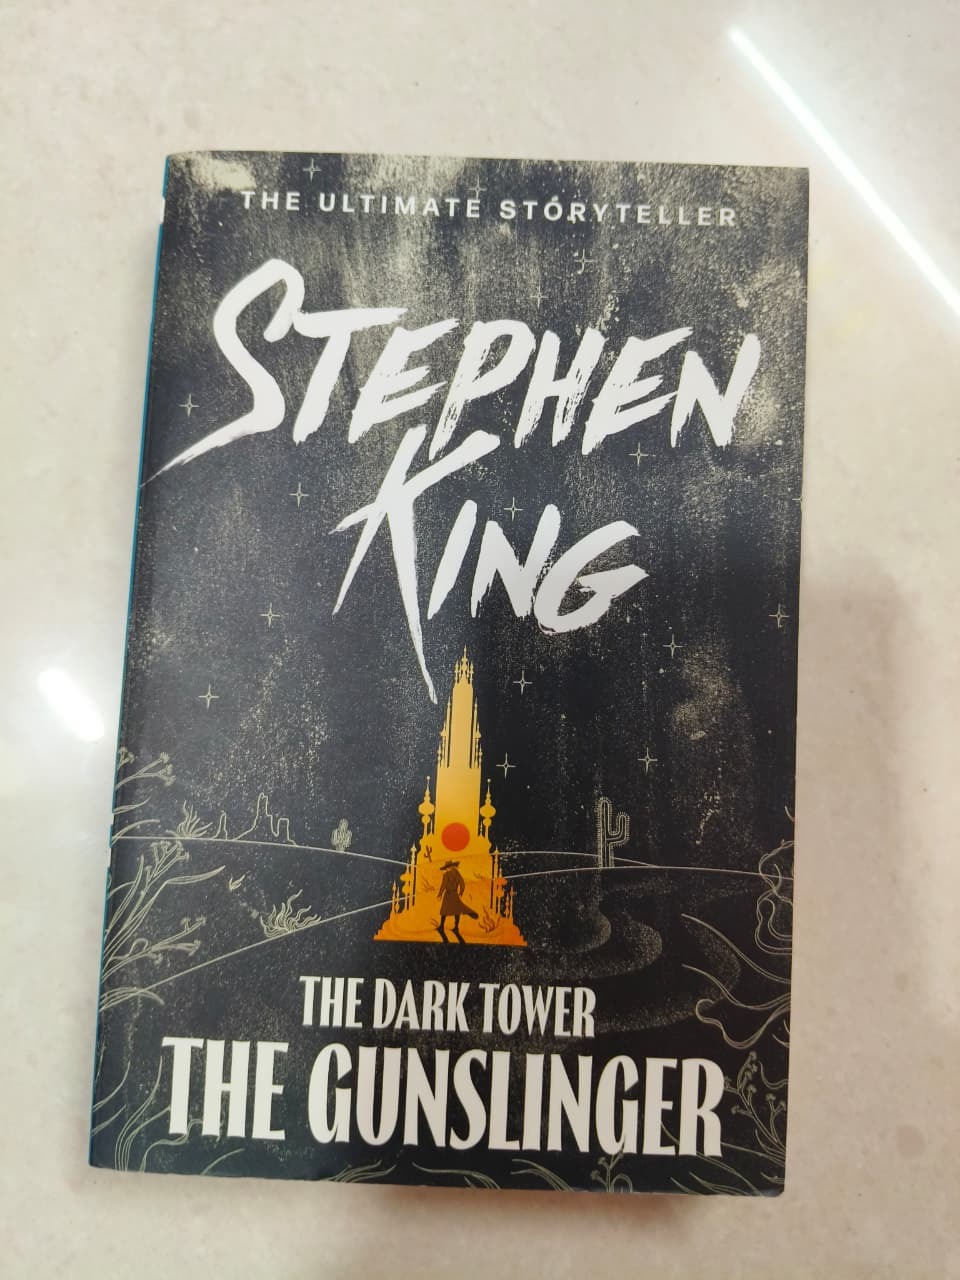 THE ULTIMATE STORYTELLER
STEPHEN
KING
THE DARK TOWER
THE GUNSLINGER